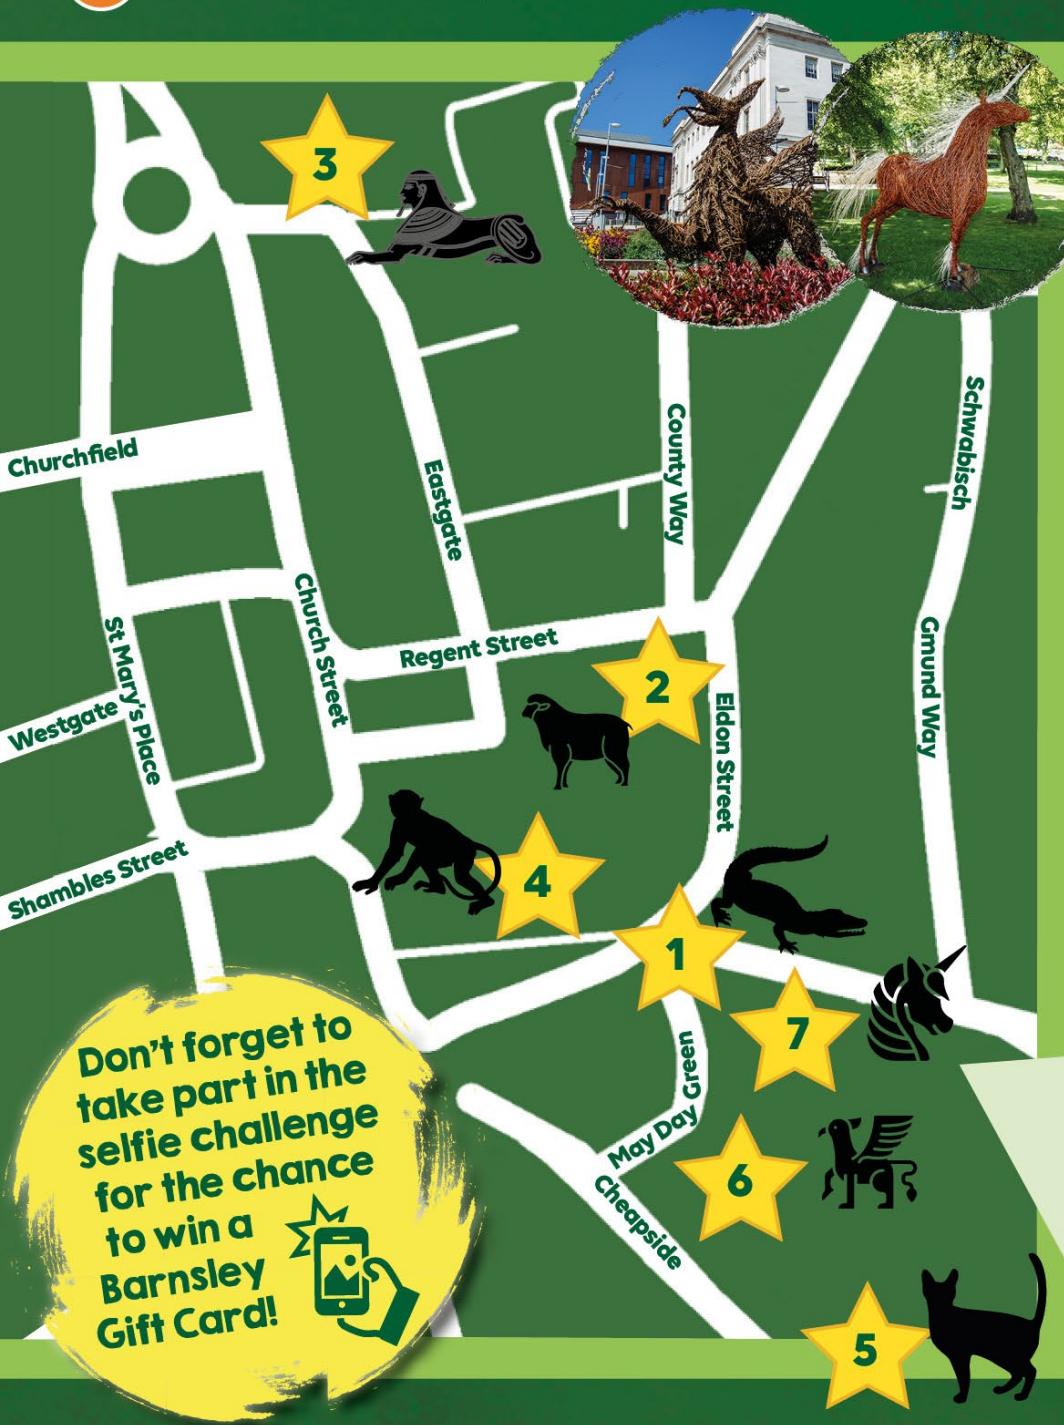 3
Churchfield
Eastgate
County Way
Schwabisch
Gmund Way
Church Street
St Mary's Place
Regent Street
2
Westgate
Eldon Street
Shambles Street
4
1
7
May Day Green
6
Cheapside
5
Don't forget to
take part in the
selfie challenge
for the chance
to win a
Barnsley
Gift Card!